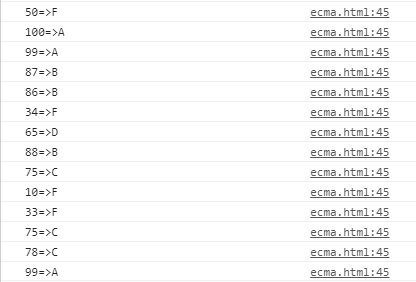 50=>F ecma.html:45
100=>A ecma.html:45
99=>A ecma.html:45
87=>B ecma.html:45
86=>B ecma.html:45
34=>F ecma.html:45
65=>D ecma.html:45
88=>B ecma.html:45
75=>C ecma.html:45
10=>F ecma.html:45
33=>F ecma.html:45
75=>C ecma.html:45
78=>C ecma.html:45
99=>A ecma.html:45